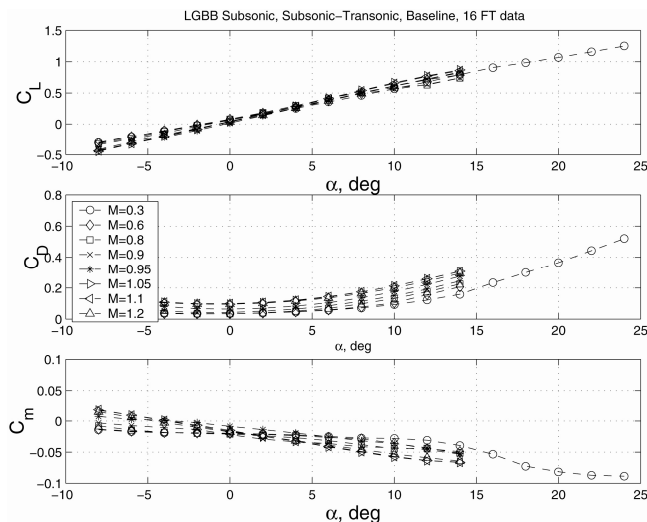 LGBB Subsonic, Subsonic−Transonic, Baseline, 16 FT data
1.5
1
0.5
0
−0.5
C_L
−10 −5 0 5 10 15 20 25
α, deg
0.8
0.6
0.4
0.2
0
C_D
M=0.3
M=0.6
M=0.8
M=0.9
M=0.95
M=1.05
M=1.1
M=1.2
−10 −5 0 5 10 15 20 25
α, deg
0.1
0.05
0
−0.05
−0.1
C_m
−10 −5 0 5 10 15 20 25
α, deg